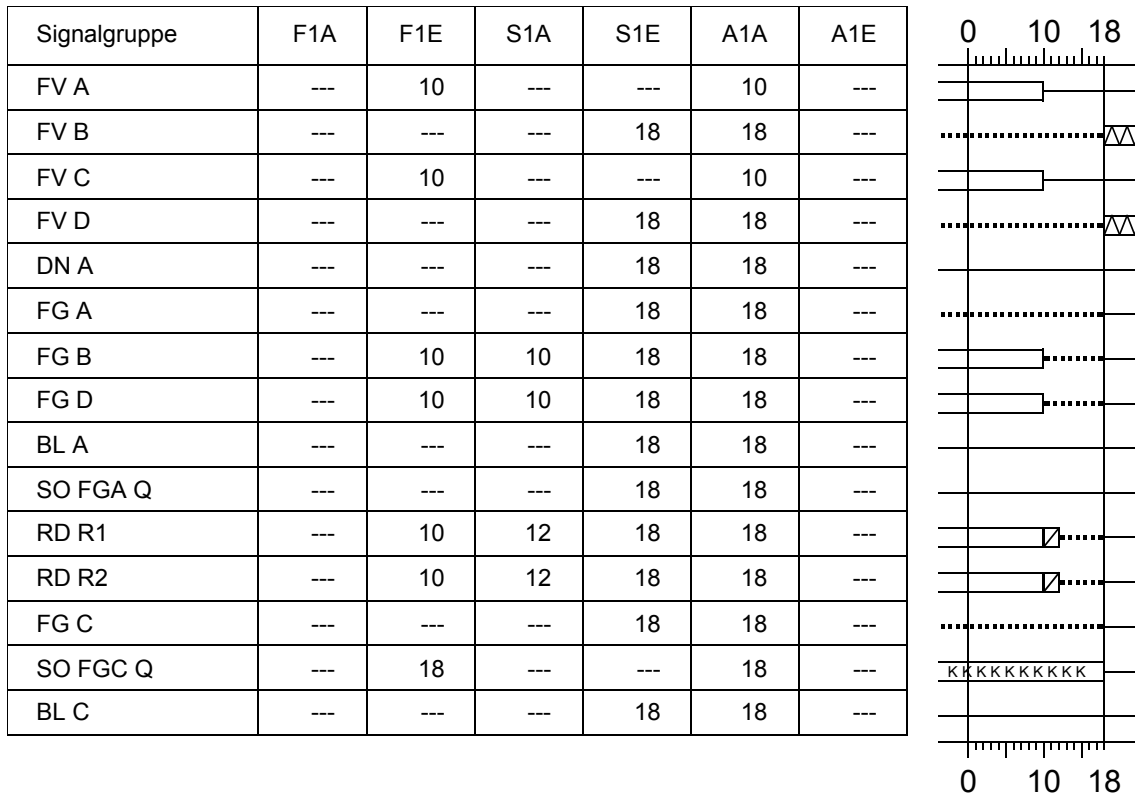 Signalgruppe F1A F1E S1A S1E A1A A1E
0 10 18
FV A --- 10 --- --- 10 ---
FV B --- --- --- 18 18 ---
FV C --- 10 --- --- 10 ---
FV D --- --- --- 18 18 ---
DN A --- --- --- 18 18 ---
FG A --- --- --- 18 18 ---
FG B --- 10 10 18 18 ---
FG D --- 10 10 18 18 ---
BL A --- --- --- 18 18 ---
SO FGA Q --- --- --- 18 18 ---
RD R1 --- 10 12 18 18 ---
RD R2 --- 10 12 18 18 ---
FG C --- --- --- 18 18 ---
SO FGC Q --- 18 --- --- 18 --- K K K K K K K K K K
BL C --- --- --- 18 18 ---
0 10 18